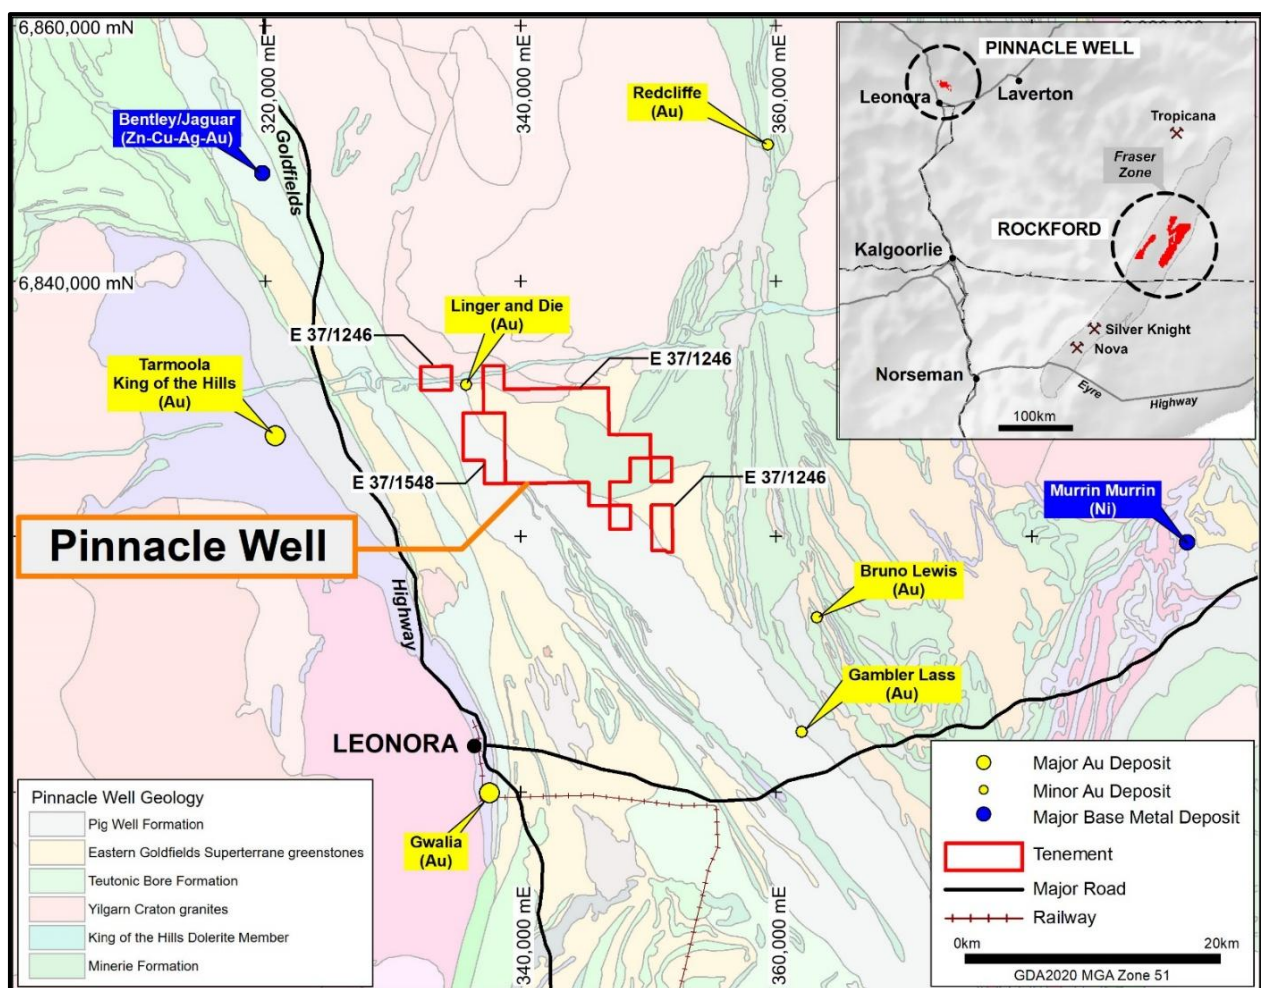 6,860,000 mN
320,000 mE
340,000 mE
360,000 mE
Bentley/Jaguar
(Zn-Cu-Ag-Au)
Goldfields
Redcliffe
(Au)
PINNACLE WELL
Leonora
Laverton
Tropicana
Fraser
Zone
ROCKFORD
Kalgoorlie
Silver Knight
Nova
Norseman
Eyre
Highway
100km
6,840,000 mN
Linger and Die
(Au)
E 37/1246
E 37/1246
Tarmoola
King of the Hills
(Au)
E 37/1548
E 37/1246
Murrin Murrin
(Ni)
Pinnacle Well
Highway
Bruno Lewis
(Au)
Gambler Lass
(Au)
LEONORA
Gwalia
(Au)
340,000 mE
360,000 mE
Pinnacle Well Geology
Pig Well Formation
Eastern Goldfields Superterrane greenstones
Teutonic Bore Formation
Yilgarn Craton granites
King of the Hills Dolerite Member
Minerie Formation
Major Au Deposit
Minor Au Deposit
Major Base Metal Deposit
Tenement
Major Road
Railway
0km
20km
GDA2020 MGA Zone 51